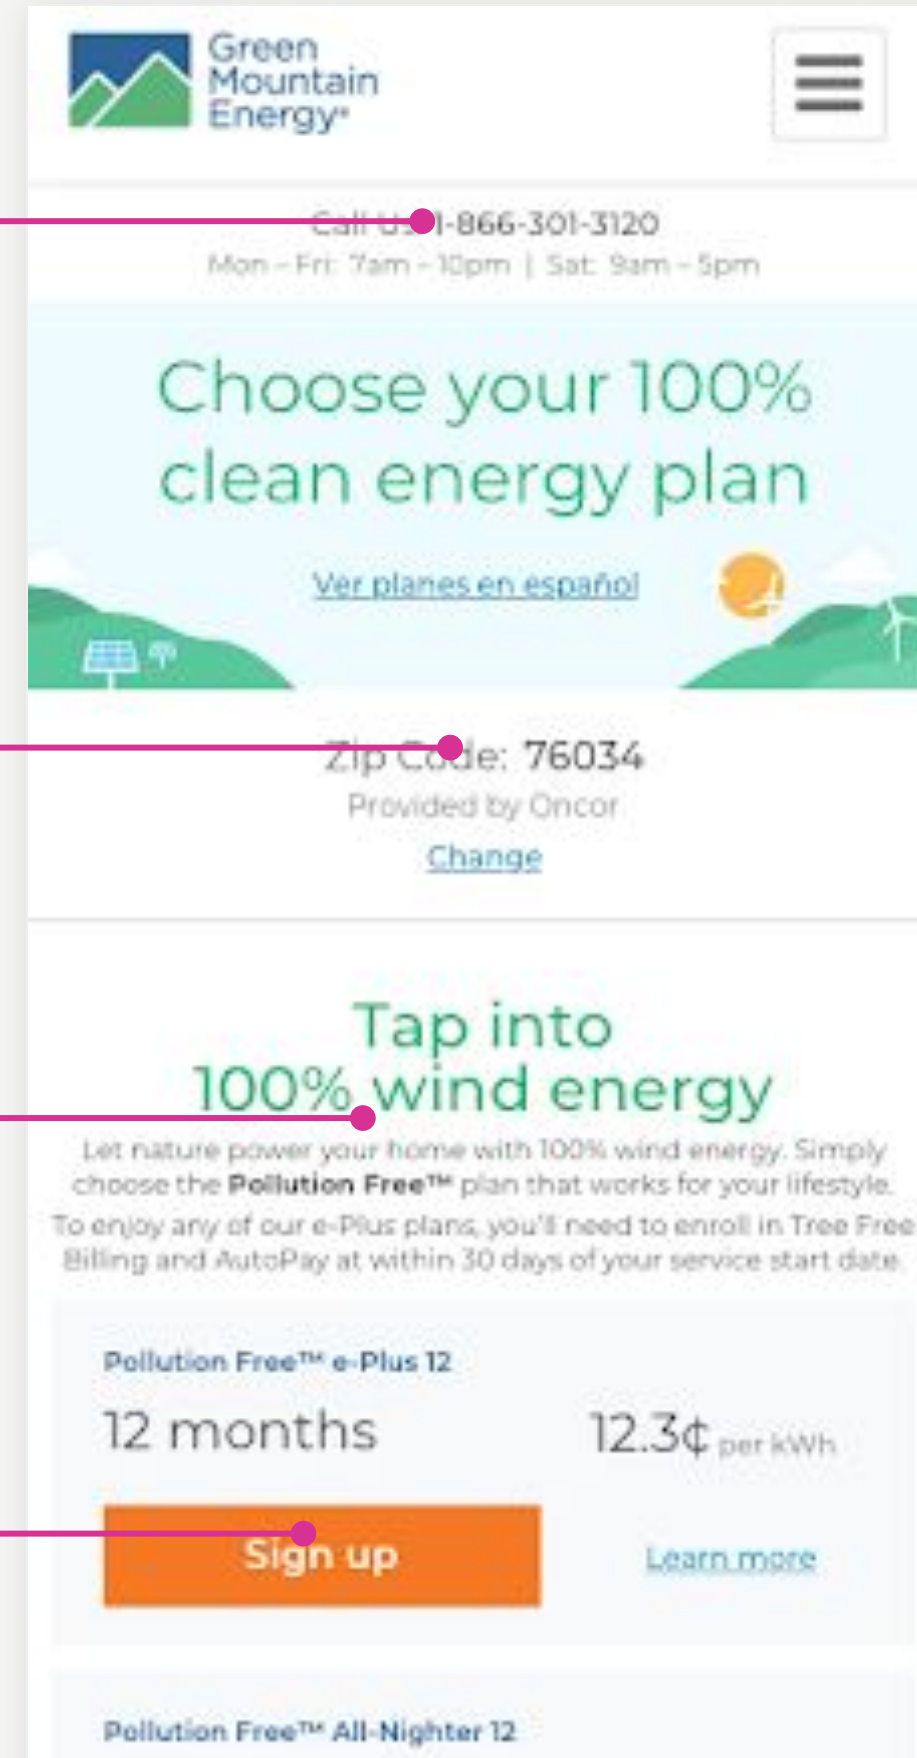 Green
Mountain
Energy
Call Us: 1-866-301-3120
Mon – Fri: 7am – 10pm | Sat: 9am – 5pm
Choose your 100%
clean energy plan
Ver planes en español
Zip Code: 76034
Provided by Oncor
Change
Tap into
100% wind energy
Let nature power your home with 100% wind energy. Simply
choose the Pollution Free™ plan that works for your lifestyle.
To enjoy any of our e-Plus plans, you'll need to enroll in Tree Free
Billing and AutoPay at within 30 days of your service start date.
Pollution Free™ e-Plus 12
12 months 12.3¢ per kWh
Sign up Learn more
Pollution Free™ All-Nighter 12